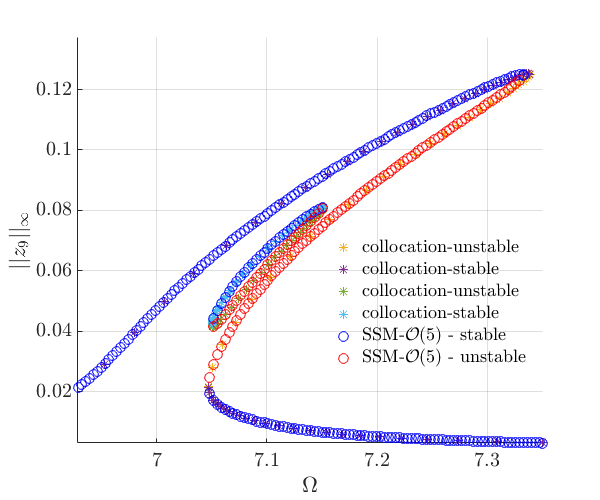 0.12
0.1
0.08
0.06
0.04
0.02
||z₉||∞
7
7.1
7.2
7.3
Ω
collocation-unstable
collocation-stable
collocation-unstable
collocation-stable
SSM-𝒪(5) - stable
SSM-𝒪(5) - unstable